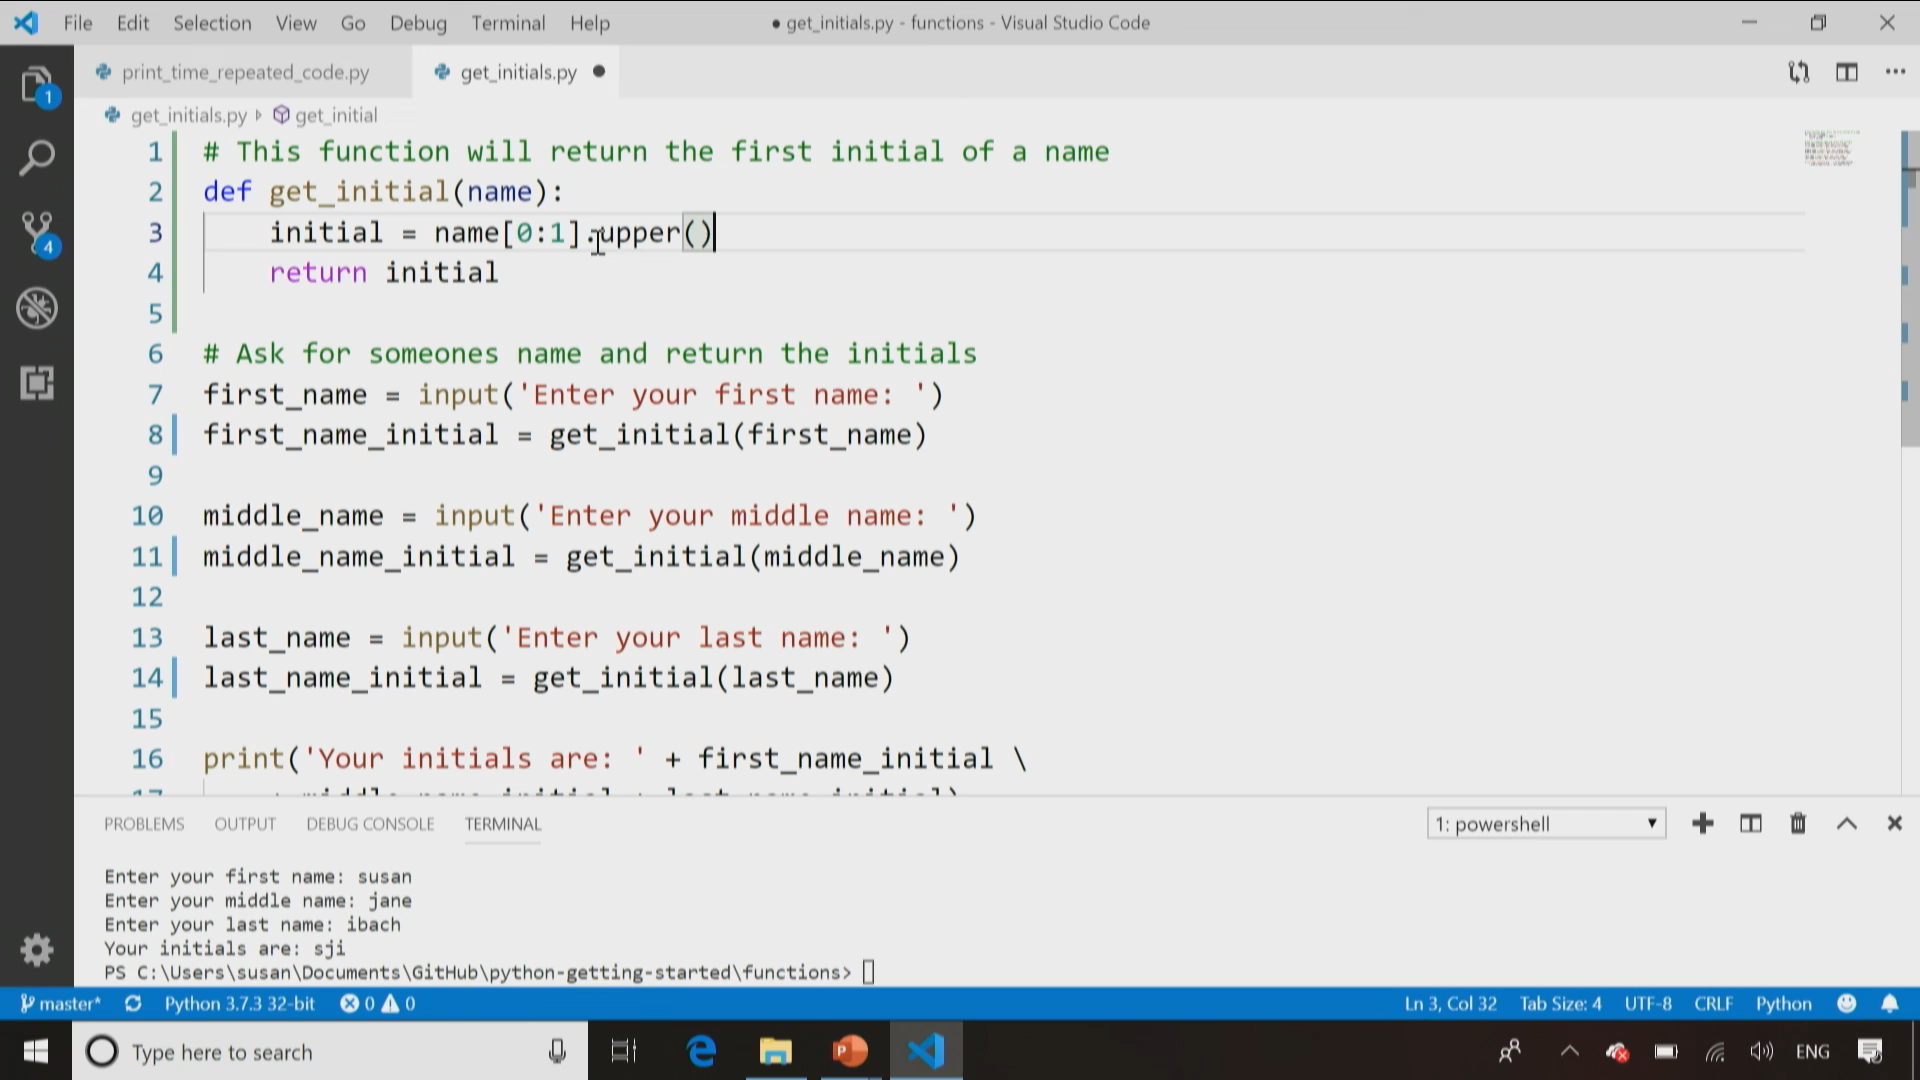 File Edit Selection View Go Debug Terminal Help
● get_initials.py - functions - Visual Studio Code
print_time_repeated_code.py get_initials.py ●
get_initials.py get_initial
1 # This function will return the first initial of a name
2 def get_initial(name):
3 initial = name[0:1].upper()
4 return initial
5
6 # Ask for someones name and return the initials
7 first_name = input('Enter your first name: ')
8 first_name_initial = get_initial(first_name)
9
10 middle_name = input('Enter your middle name: ')
11 middle_name_initial = get_initial(middle_name)
12
13 last_name = input('Enter your last name: ')
14 last_name_initial = get_initial(last_name)
15
16 print('Your initials are: ' + first_name_initial \
1
4
PROBLEMS OUTPUT DEBUG CONSOLE TERMINAL 1: powershell
Enter your first name: susan
Enter your middle name: jane
Enter your last name: ibach
Your initials are: sji
PS C:\Users\susan\Documents\GitHub\python-getting-started\functions>
master* Python 3.7.3 32-bit 0 0 Ln 3, Col 32 Tab Size: 4 UTF-8 CRLF Python
Type here to search ENG